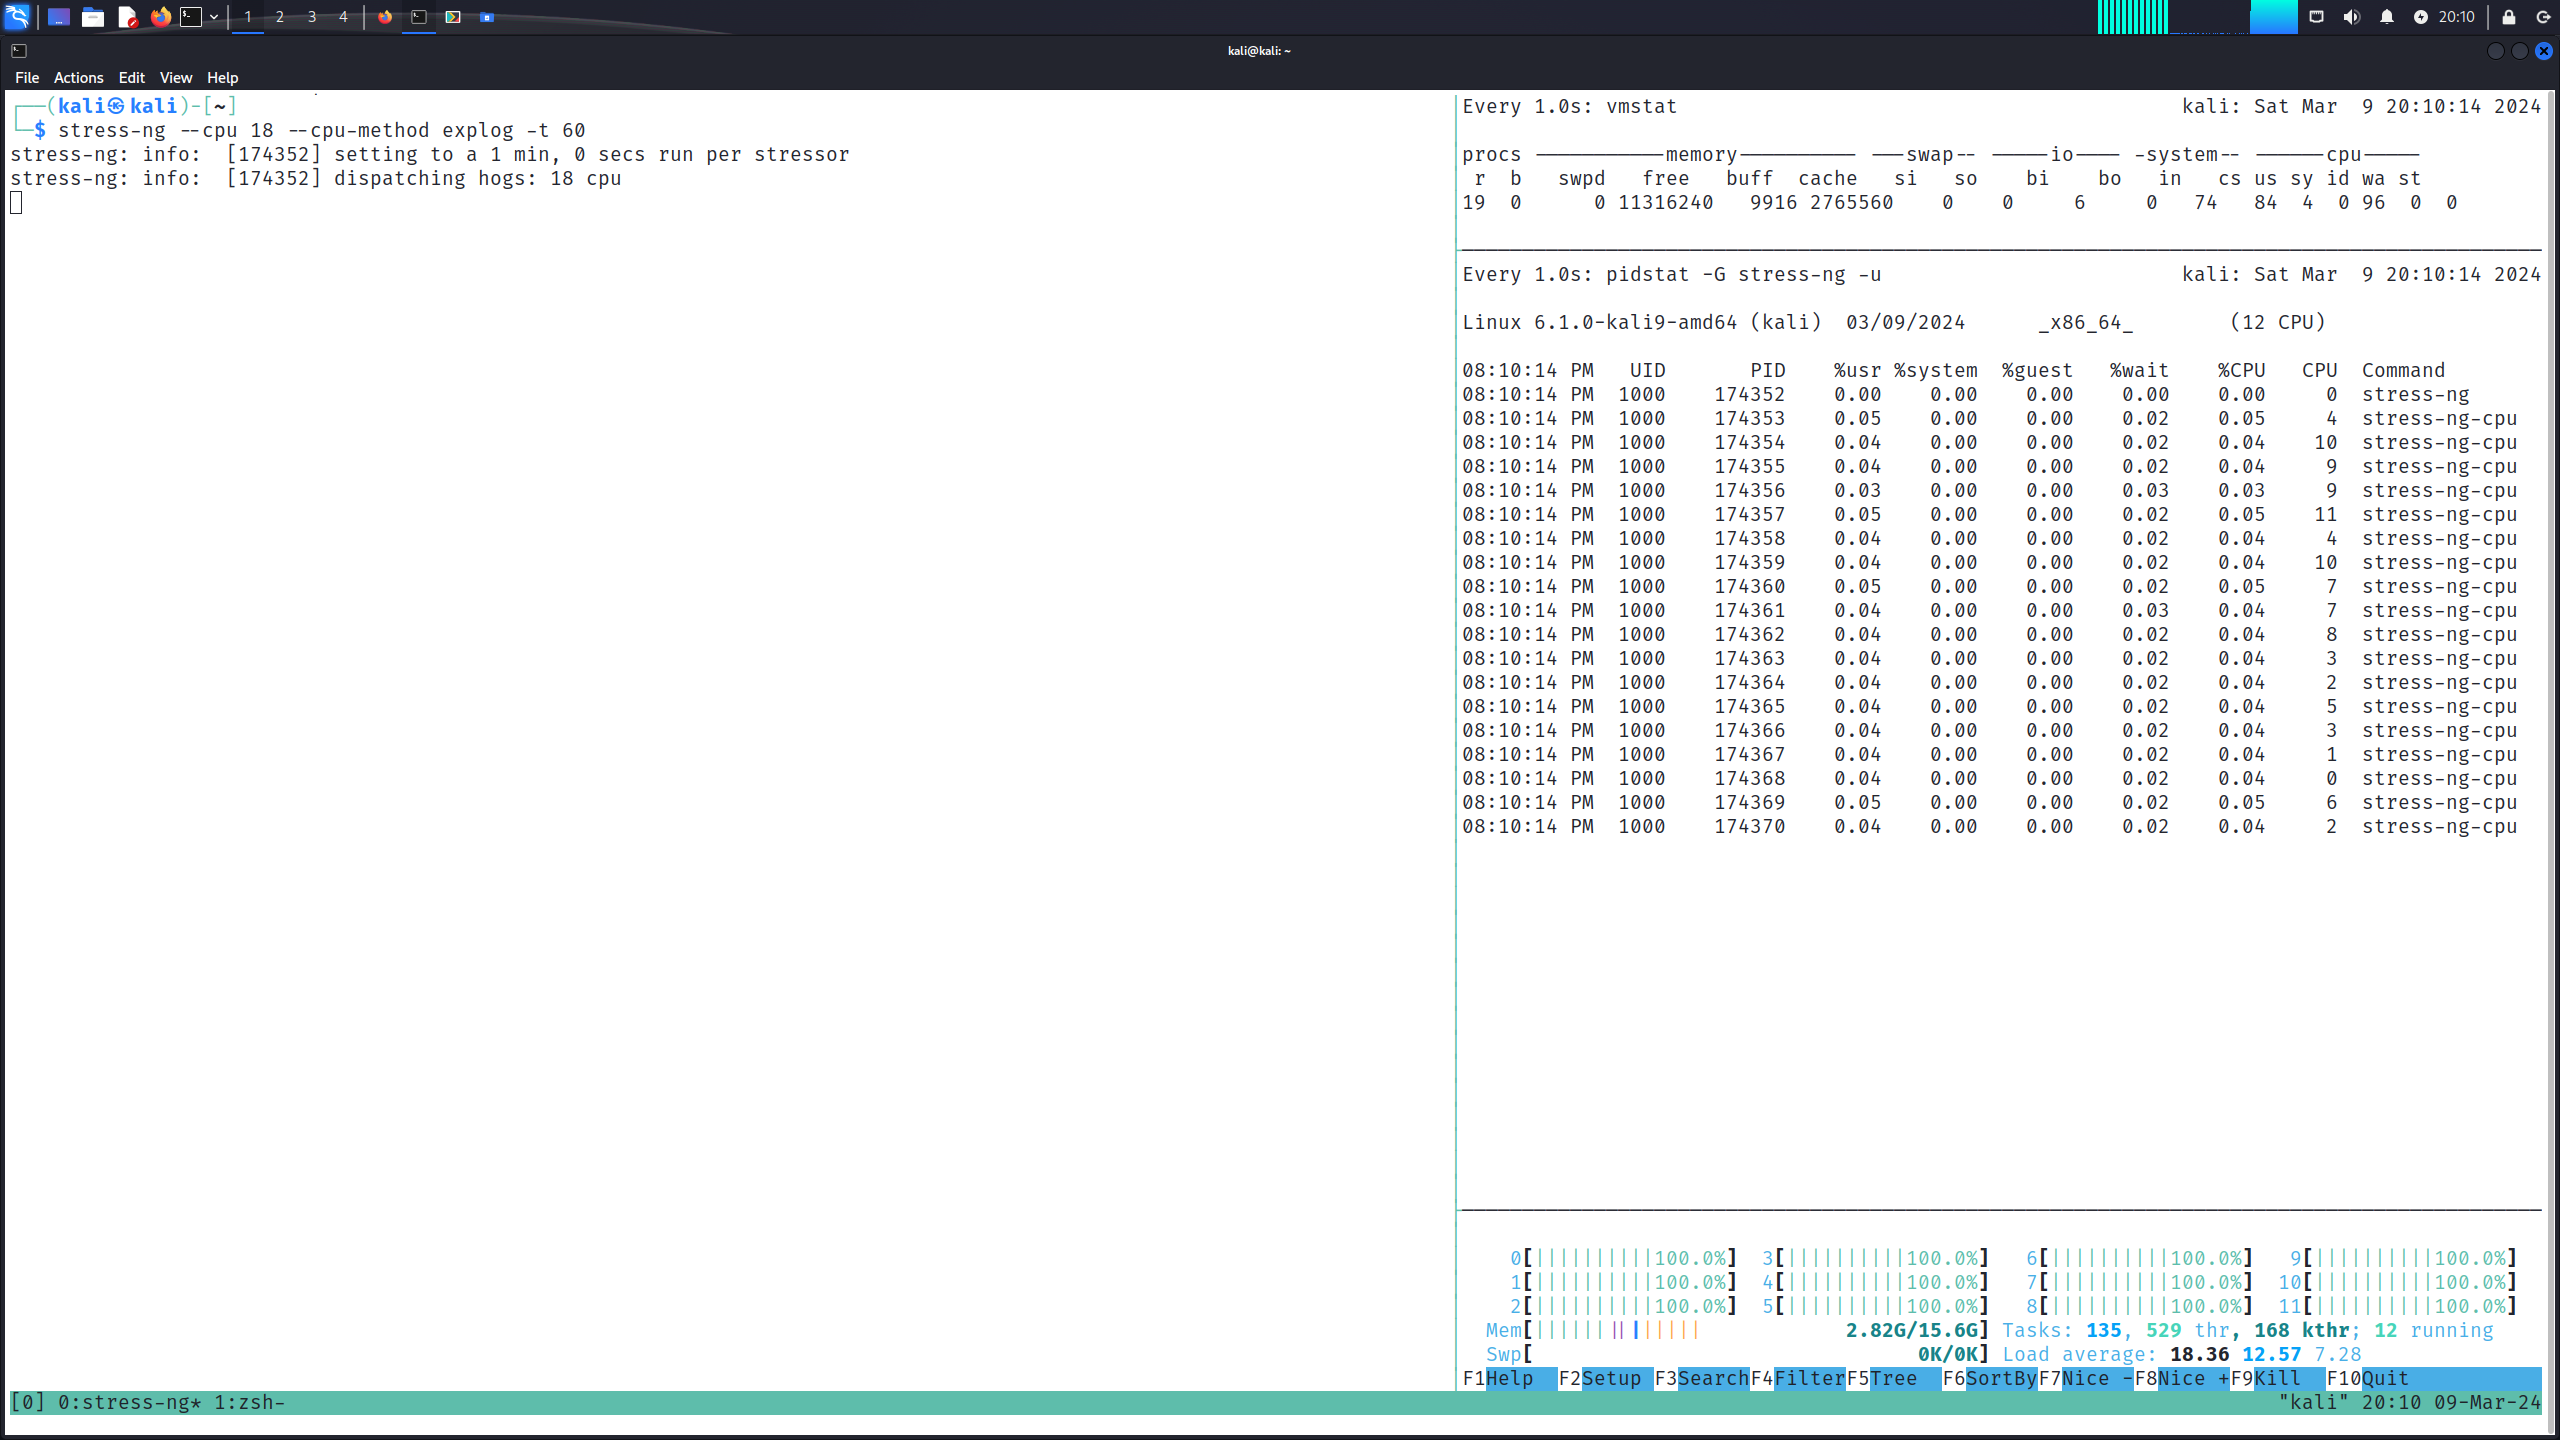 1 2 3 4 20:10
kali@kali: ~
File Actions Edit View Help
┌──(kali㉿kali)-[~]
└─$ stress-ng --cpu 18 --cpu-method explog -t 60
stress-ng: info:  [174352] setting to a 1 min, 0 secs run per stressor
stress-ng: info:  [174352] dispatching hogs: 18 cpu
Every 1.0s: vmstat kali: Sat Mar  9 20:10:14 2024
procs -----------memory---------- ---swap-- -----io---- -system-- ------cpu-----
r  b   swpd   free   buff  cache   si   so    bi    bo   in   cs us sy id wa st
19  0      0 11316240   9916 2765560    0    0     6     0   74   84  4  0 96  0  0
Every 1.0s: pidstat -G stress-ng -u kali: Sat Mar  9 20:10:14 2024
Linux 6.1.0-kali9-amd64 (kali)  03/09/2024      _x86_64_        (12 CPU)
08:10:14 PM   UID       PID    %usr %system  %guest   %wait    %CPU   CPU  Command
08:10:14 PM  1000    174352    0.00    0.00    0.00    0.00    0.00     0  stress-ng
08:10:14 PM  1000    174353    0.05    0.00    0.00    0.02    0.05     4  stress-ng-cpu
08:10:14 PM  1000    174354    0.04    0.00    0.00    0.02    0.04    10  stress-ng-cpu
08:10:14 PM  1000    174355    0.04    0.00    0.00    0.02    0.04     9  stress-ng-cpu
08:10:14 PM  1000    174356    0.03    0.00    0.00    0.03    0.03     9  stress-ng-cpu
08:10:14 PM  1000    174357    0.05    0.00    0.00    0.02    0.05    11  stress-ng-cpu
08:10:14 PM  1000    174358    0.04    0.00    0.00    0.02    0.04     4  stress-ng-cpu
08:10:14 PM  1000    174359    0.04    0.00    0.00    0.02    0.04    10  stress-ng-cpu
08:10:14 PM  1000    174360    0.05    0.00    0.00    0.02    0.05     7  stress-ng-cpu
08:10:14 PM  1000    174361    0.04    0.00    0.00    0.03    0.04     7  stress-ng-cpu
08:10:14 PM  1000    174362    0.04    0.00    0.00    0.02    0.04     8  stress-ng-cpu
08:10:14 PM  1000    174363    0.04    0.00    0.00    0.02    0.04     3  stress-ng-cpu
08:10:14 PM  1000    174364    0.04    0.00    0.00    0.02    0.04     2  stress-ng-cpu
08:10:14 PM  1000    174365    0.04    0.00    0.00    0.02    0.04     5  stress-ng-cpu
08:10:14 PM  1000    174366    0.04    0.00    0.00    0.02    0.04     3  stress-ng-cpu
08:10:14 PM  1000    174367    0.04    0.00    0.00    0.02    0.04     1  stress-ng-cpu
08:10:14 PM  1000    174368    0.04    0.00    0.00    0.02    0.04     0  stress-ng-cpu
08:10:14 PM  1000    174369    0.05    0.00    0.00    0.02    0.05     6  stress-ng-cpu
08:10:14 PM  1000    174370    0.04    0.00    0.00    0.02    0.04     2  stress-ng-cpu
0[||||||||||100.0%]  3[||||||||||100.0%]   6[||||||||||100.0%]   9[||||||||||100.0%]
1[||||||||||100.0%]  4[||||||||||100.0%]   7[||||||||||100.0%]  10[||||||||||100.0%]
2[||||||||||100.0%]  5[||||||||||100.0%]   8[||||||||||100.0%]  11[||||||||||100.0%]
Mem[||||||||||||||            2.82G/15.6G] Tasks: 135, 529 thr, 168 kthr; 12 running
Swp[                                0K/0K] Load average: 18.36 12.57 7.28
F1Help  F2Setup F3SearchF4FilterF5Tree  F6SortByF7Nice -F8Nice +F9Kill  F10Quit
[0] 0:stress-ng* 1:zsh- "kali" 20:10 09-Mar-24